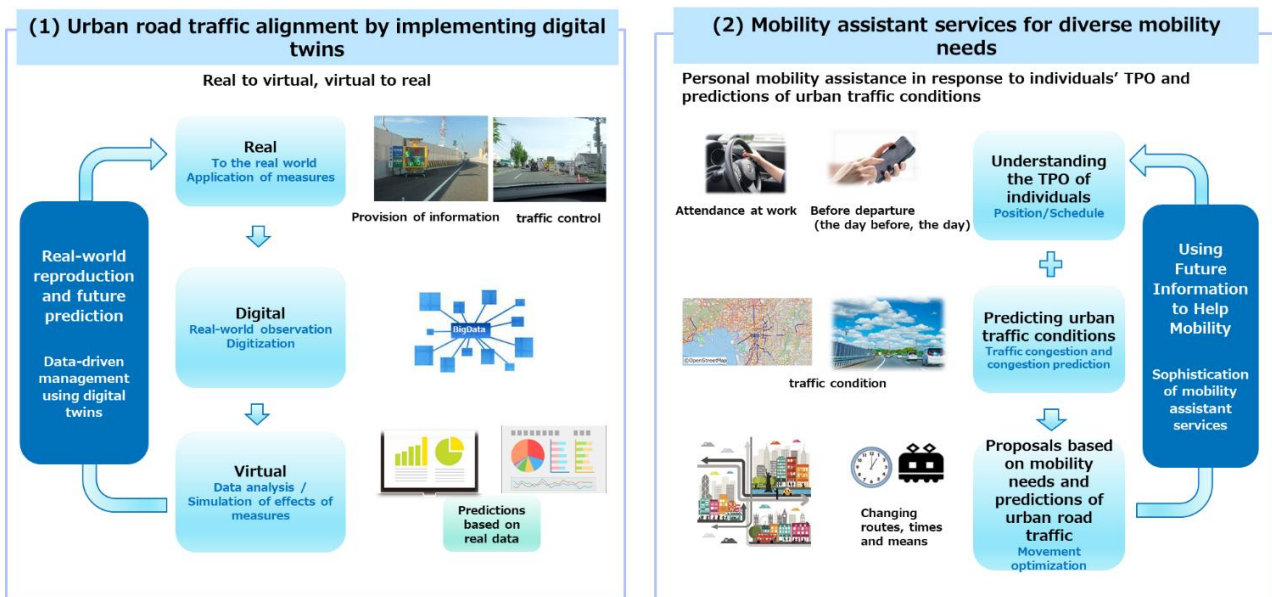 (1) Urban road traffic alignment by implementing digital
twins
Real to virtual, virtual to real
Real
To the real world
Application of measures
Provision of information
traffic control
Real-world
reproduction
and future
prediction
Data-driven
management
using digital
twins
Digital
Real-world observation
Digitization
BigData
Virtual
Data analysis /
Simulation of effects of
measures
Predictions
based on
real data
(2) Mobility assistant services for diverse mobility
needs
Personal mobility assistance in response to individuals’ TPO and
predictions of urban traffic conditions
Attendance at work
Before departure
(the day before, the day)
Understanding
the TPO of
individuals
Position/Schedule
Using
Future
Information
to Help
Mobility
Sophistication
of mobility
assistant
services
©OpenStreetMap
traffic condition
Predicting urban
traffic conditions
Traffic congestion and
congestion prediction
Changing
routes, times
and means
Proposals based
on mobility
needs and
predictions of
urban road
traffic
Movement
optimization